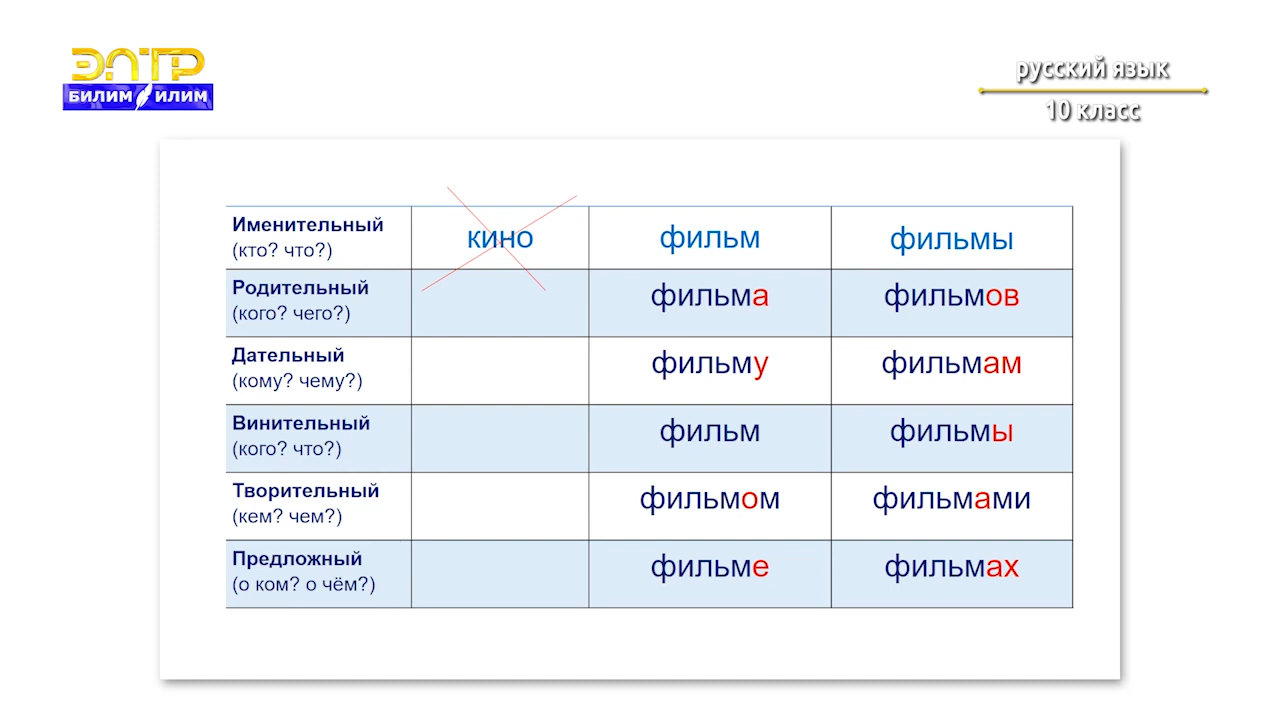 ЭЛТР
БИЛИМ ИЛИМ
русский язык
10 класс
Именительный
(кто? что?)
кино
фильм
фильмы
Родительный
(кого? чего?)
фильма
фильмов
Дательный
(кому? чему?)
фильму
фильмам
Винительный
(кого? что?)
фильм
фильмы
Творительный
(кем? чем?)
фильмом
фильмами
Предложный
(о ком? о чём?)
фильме
фильмах